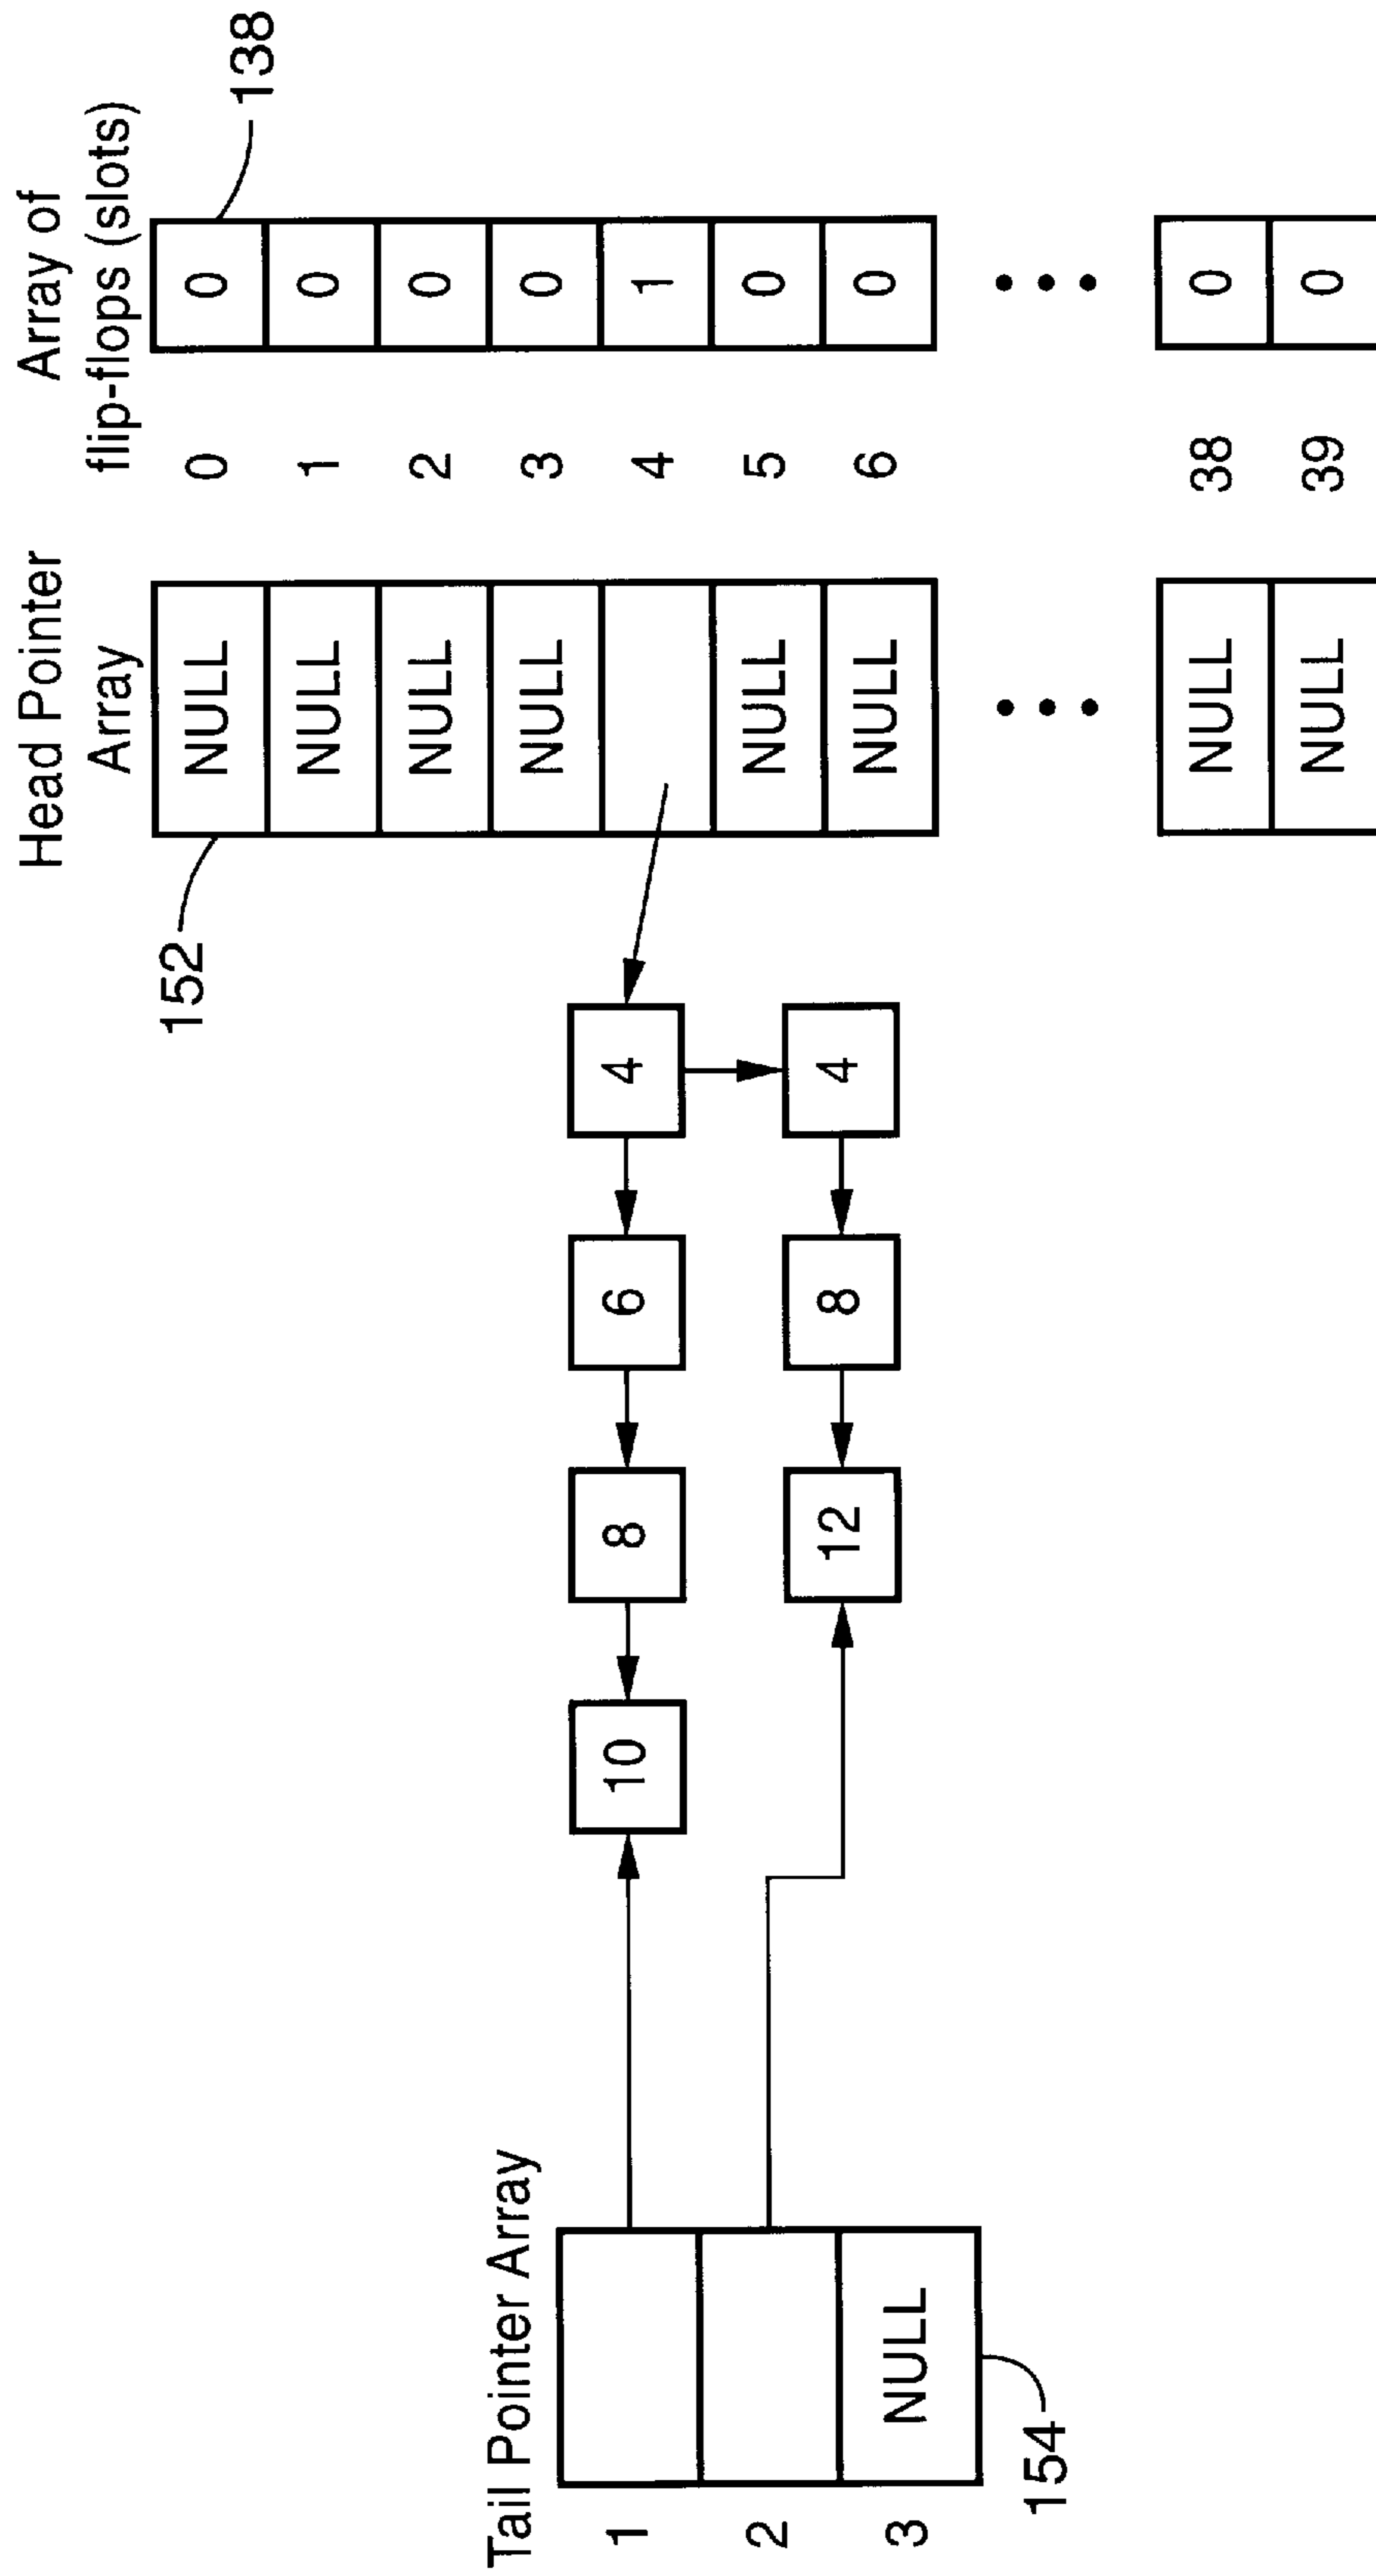 Tail Pointer Array
1
2
3 NULL
154
10 8 6 4
12 8 4
Head Pointer
Array
152
NULL
NULL
NULL
NULL
NULL
NULL
NULL
NULL
Array of
flip-flops (slots)
138
0 0
1 0
2 0
3 0
4 1
5 0
6 0
38 0
39 0